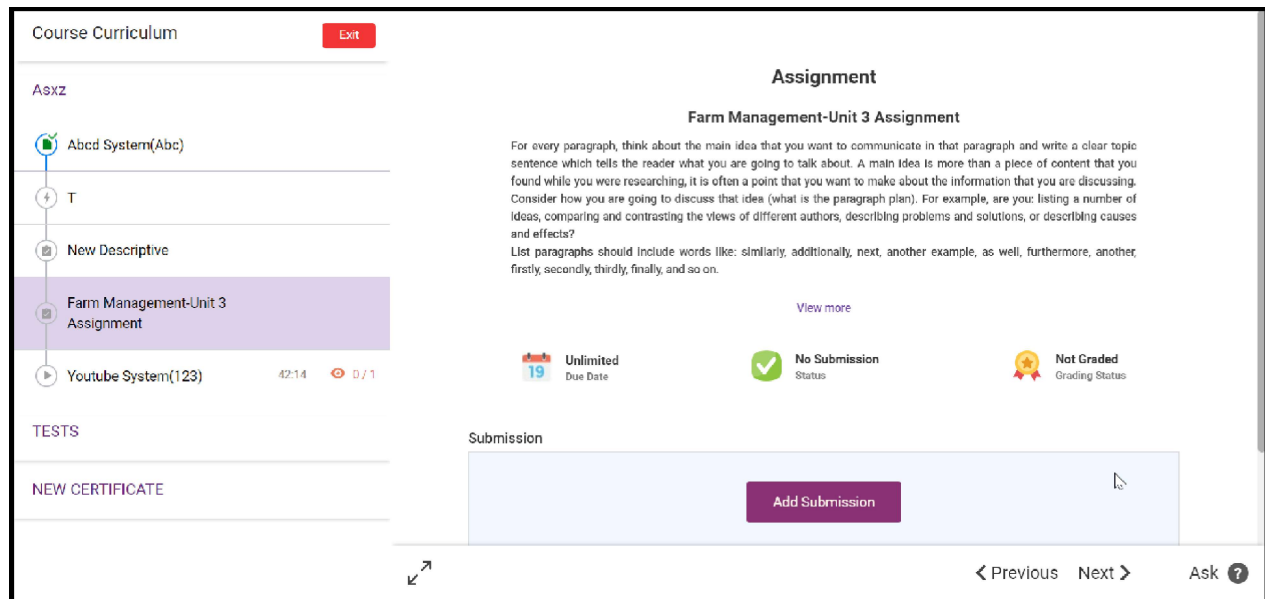 Course Curriculum
Exit
Asxz
Abcd System(Abc)
T
New Descriptive
Farm Management-Unit 3
Assignment
Youtube System(123)
42:14
0 / 1
TESTS
NEW CERTIFICATE
Assignment
Farm Management-Unit 3 Assignment
For every paragraph, think about the main idea that you want to communicate in that paragraph and write a clear topic
sentence which tells the reader what you are going to talk about. A main idea is more than a piece of content that you
found while you were researching, it is often a point that you want to make about the information that you are discussing.
Consider how you are going to discuss that idea (what is the paragraph plan). For example, are you: listing a number of
ideas, comparing and contrasting the views of different authors, describing problems and solutions, or describing causes
and effects?
List paragraphs should include words like: similarly, additionally, next, another example, as well, furthermore, another,
firstly, secondly, thirdly, finally, and so on.
View more
19
Unlimited
Due Date
No Submission
Status
Not Graded
Grading Status
Submission
Add Submission
Previous
Next
Ask ?